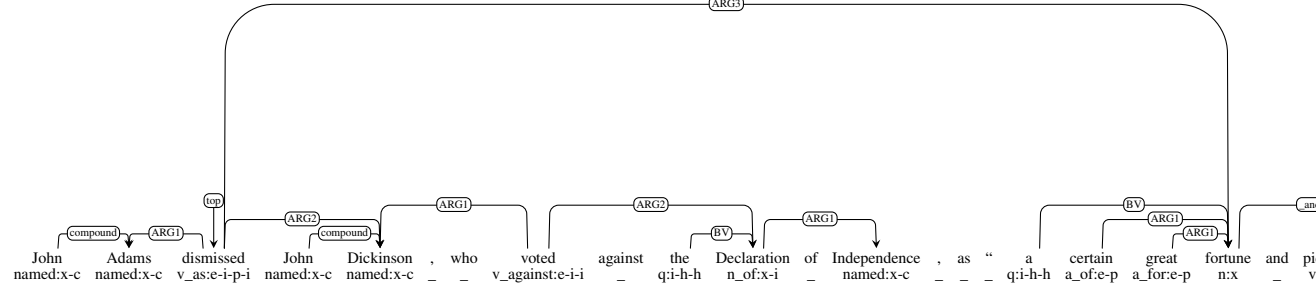 ARG3
top ARG1 ARG2 BV
ARG2 ARG1 ARG1
compound ARG1 compound BV ARG1
John Adams dismissed John Dickinson , who voted against the Declaration of Independence , as “ a certain great fortune and
named:x-c named:x-c v_as:e-i-p-i named:x-c named:x-c _ _ v_against:e-i-i _ q:i-h-h n_of:x-i _ named:x-c _ _ _ q:i-h-h a_of:e-p a_for:e-p n:x _